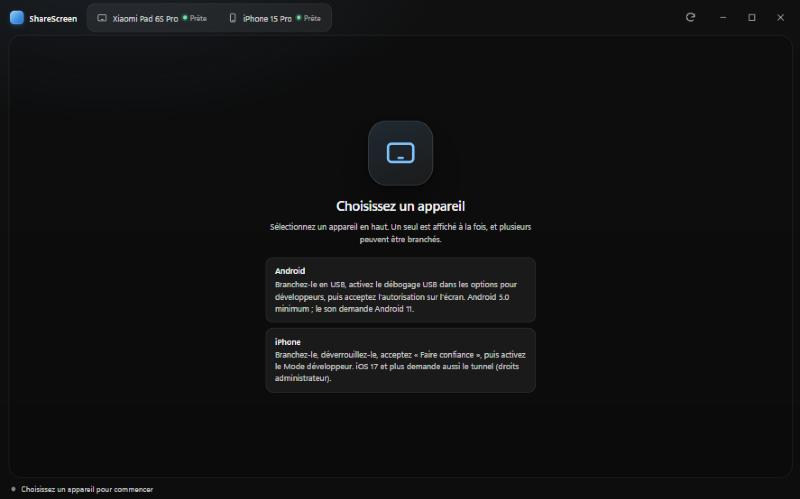 ShareScreen
Xiaomi Pad 6S Pro Prête
iPhone 15 Pro Prête
Choisissez un appareil
Sélectionnez un appareil en haut. Un seul est affiché à la fois, et plusieurs
peuvent être branchés.
Android
Branchez-le en USB, activez le débogage USB dans les options pour
développeurs, puis acceptez l'autorisation sur l'écran. Android 5.0
minimum ; le son demande Android 11.
iPhone
Branchez-le, déverrouillez-le, acceptez « Faire confiance », puis activez
le Mode développeur. iOS 17 et plus demande aussi le tunnel (droits
administrateur).
Choisissez un appareil pour commencer